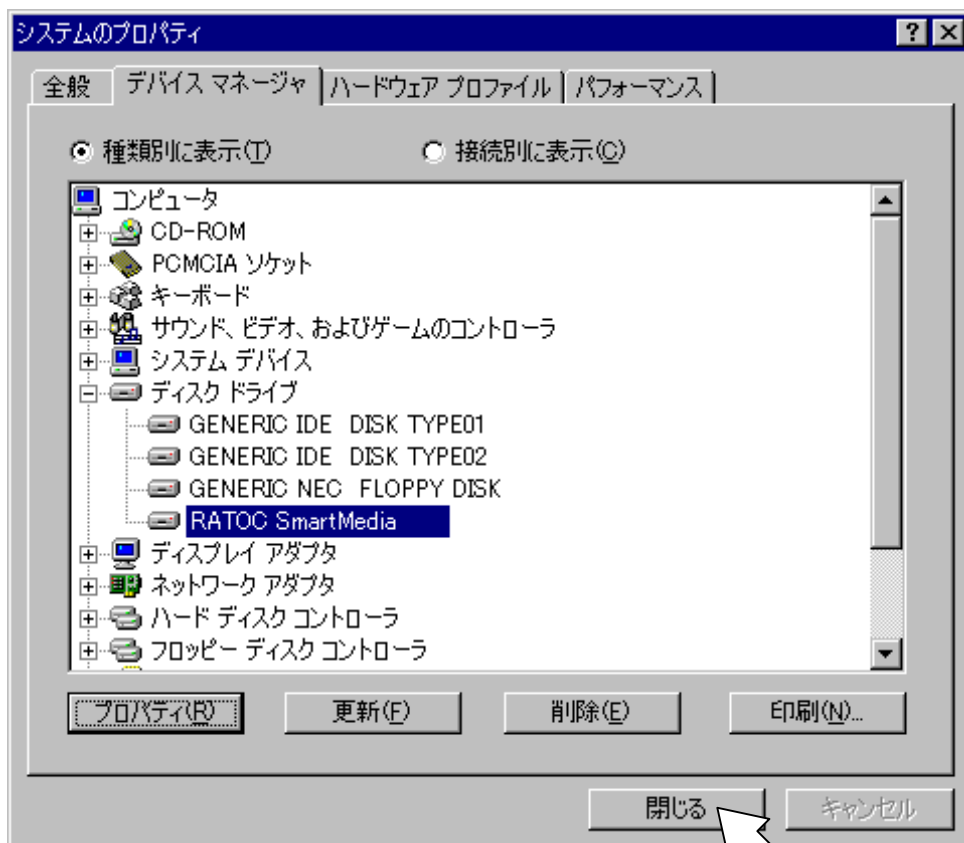 システムのプロパティ
全般 デバイス マネージャ ハードウェア プロファイル パフォーマンス
種類別に表示(T) 接続別に表示(C)
コンピュータ
CD-ROM
PCMCIA ソケット
キーボード
サウンド、ビデオ、およびゲームのコントローラ
システム デバイス
ディスク ドライブ
GENERIC IDE DISK TYPE01
GENERIC IDE DISK TYPE02
GENERIC NEC FLOPPY DISK
RATOC SmartMedia
ディスプレイ アダプタ
ネットワーク アダプタ
ハード ディスク コントローラ
フロッピー ディスク コントローラ
プロパティ(R) 更新(F) 削除(E) 印刷(N)...
閉じる キャンセル